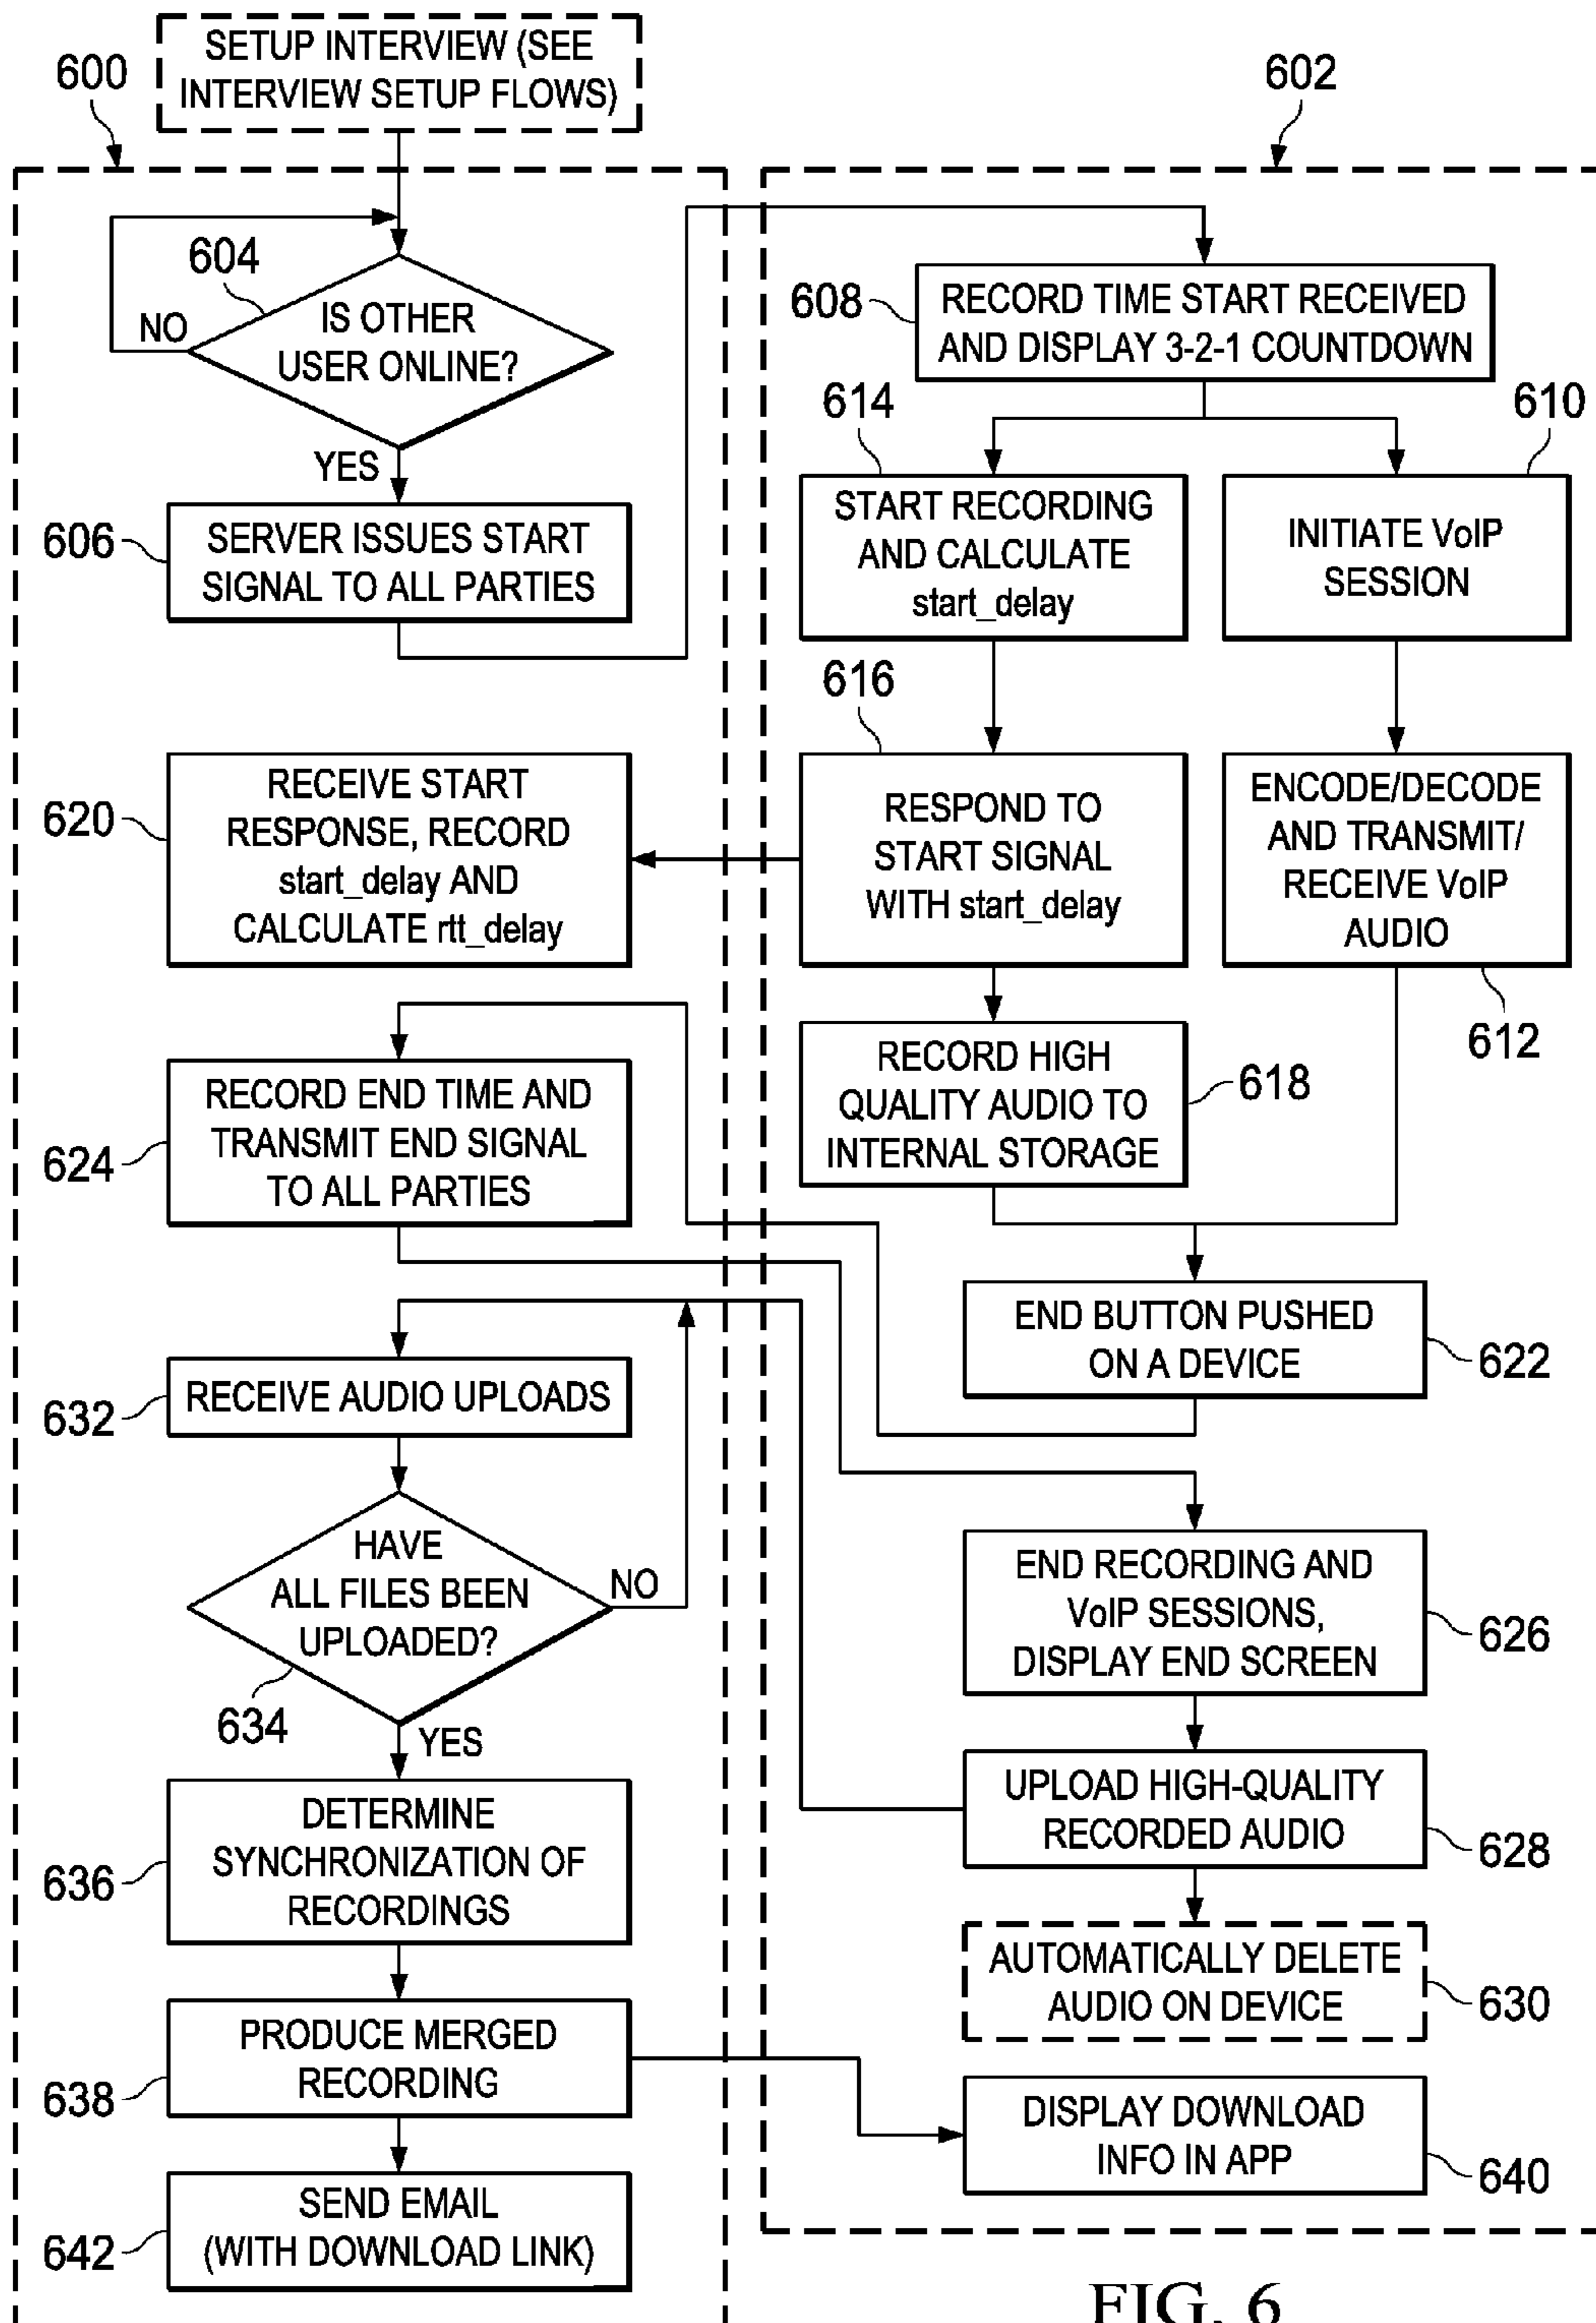 SETUP INTERVIEW (SEE
INTERVIEW SETUP FLOWS)
600
602
604
IS OTHER
USER ONLINE?
NO
YES
606
SERVER ISSUES START
SIGNAL TO ALL PARTIES
608
RECORD TIME START RECEIVED
AND DISPLAY 3-2-1 COUNTDOWN
614
START RECORDING
AND CALCULATE
start_delay
610
INITIATE VoIP
SESSION
616
RESPOND TO
START SIGNAL
WITH start_delay
ENCODE/DECODE
AND TRANSMIT/
RECEIVE VoIP
AUDIO
612
620
RECEIVE START
RESPONSE, RECORD
start_delay AND
CALCULATE rtt_delay
RECORD HIGH
QUALITY AUDIO TO
INTERNAL STORAGE
618
624
RECORD END TIME AND
TRANSMIT END SIGNAL
TO ALL PARTIES
END BUTTON PUSHED
ON A DEVICE
622
632
RECEIVE AUDIO UPLOADS
HAVE
ALL FILES BEEN
UPLOADED?
NO
634
YES
END RECORDING AND
VoIP SESSIONS,
DISPLAY END SCREEN
626
UPLOAD HIGH-QUALITY
RECORDED AUDIO
628
636
DETERMINE
SYNCHRONIZATION OF
RECORDINGS
AUTOMATICALLY DELETE
AUDIO ON DEVICE
630
638
PRODUCE MERGED
RECORDING
DISPLAY DOWNLOAD
INFO IN APP
640
642
SEND EMAIL
(WITH DOWNLOAD LINK)
FIG. 6